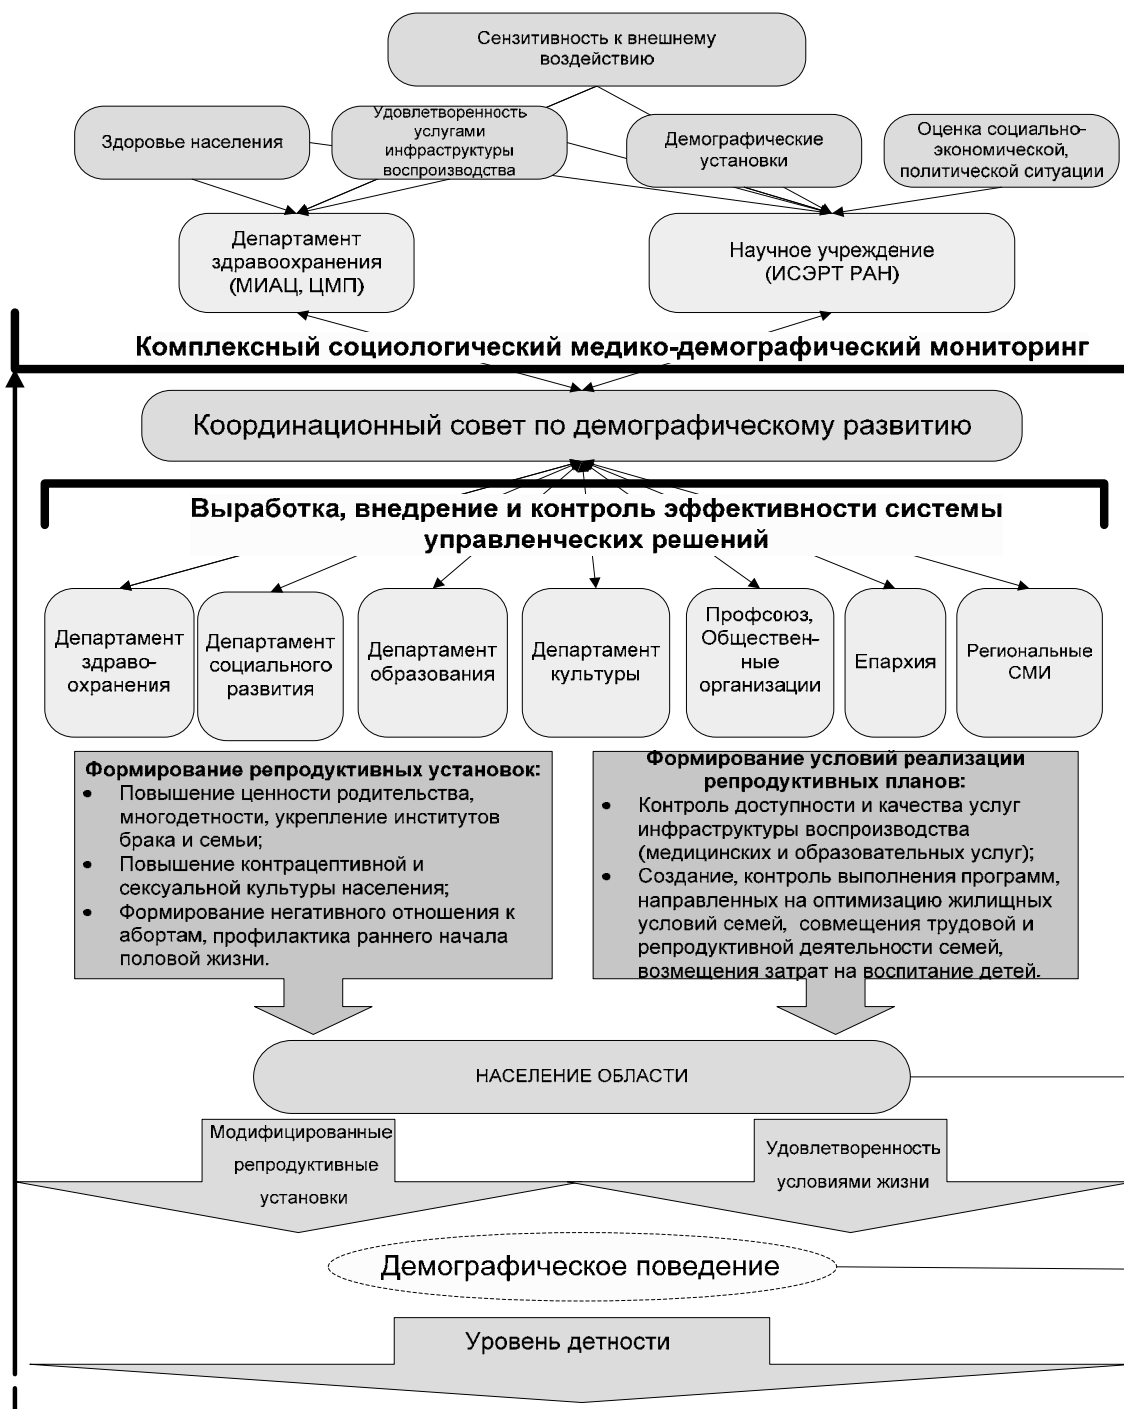 Сензитивность к внешнему
воздействию
Здоровье населения
Удовлетворенность
услугами
инфраструктуры
воспроизводства
Демографические
установки
Оценка социально-
экономической,
политической ситуации
Департамент
здравоохранения
(МИАЦ, ЦМП)
Научное учреждение
(ИСЭРТ РАН)
Комплексный социологический медико-демографический мониторинг
Координационный совет по демографическому развитию
Выработка, внедрение и контроль эффективности системы
управленческих решений
Департамент
здраво-
охранения
Департамент
социального
развития
Департамент
образования
Департамент
культуры
Профсоюз,
Обществен-
ные
организации
Епархия
Региональные
СМИ
Формирование репродуктивных установок:
• Повышение ценности родительства,
многодетности, укрепление институтов
брака и семьи;
• Повышение контрацептивной и
сексуальной культуры населения;
• Формирование негативного отношения к
абортам, профилактика раннего начала
половой жизни.
Формирование условий реализации
репродуктивных планов:
• Контроль доступности и качества услуг
инфраструктуры воспроизводства
(медицинских и образовательных услуг);
• Создание, контроль выполнения программ,
направленных на оптимизацию жилищных
условий семей, совмещения трудовой и
репродуктивной деятельности семей,
возмещения затрат на воспитание детей.
НАСЕЛЕНИЕ ОБЛАСТИ
Модифицированные
репродуктивные
установки
Удовлетворенность
условиями жизни
Демографическое поведение
Уровень детности